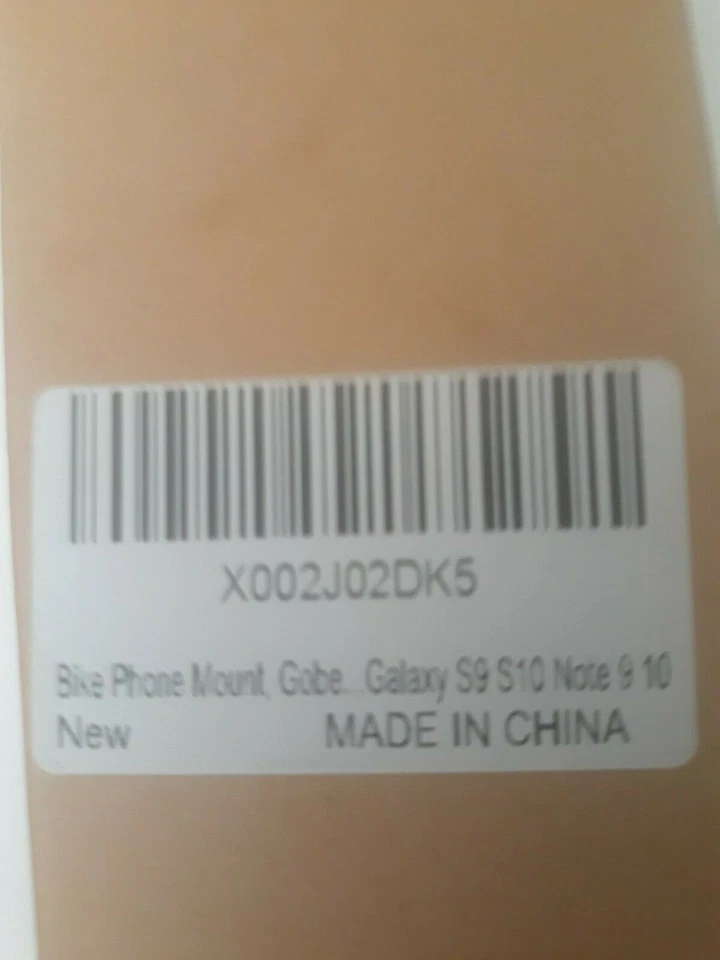 X002J02DK5
Bike Phone Mount, Gobe...Galaxy S9 S10 Note 9 10
New MADE IN CHINA